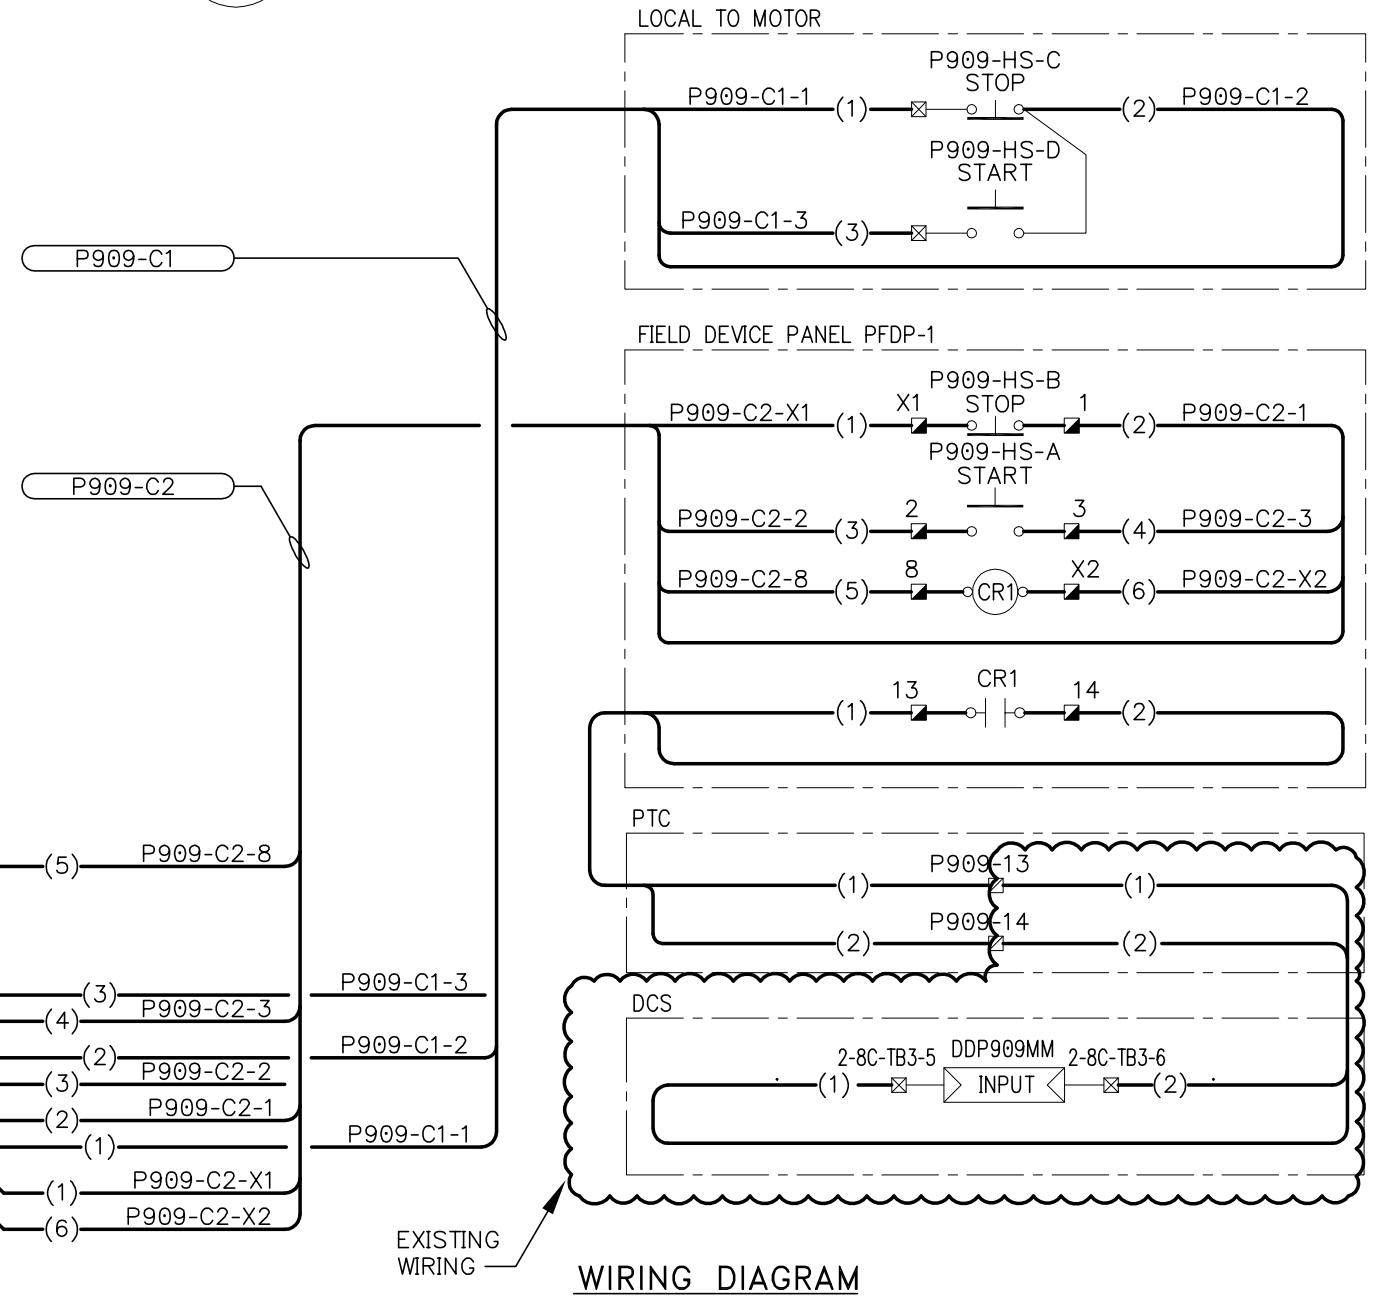 LOCAL TO MOTOR
P909-HS-C
STOP
P909-C1-1 (1) (2) P909-C1-2
P909-HS-D
START
P909-C1-3 (3)
P909-C1
FIELD DEVICE PANEL PFDP-1
P909-HS-B
STOP
P909-C2-X1 (1) X1 1 (2) P909-C2-1
P909-HS-A
START
P909-C2
P909-C2-2 (3) 2 3 (4) P909-C2-3
P909-C2-8 (5) 8 CR1 X2 (6) P909-C2-X2
CR1
(1) 13 14 (2)
PTC
P909-13
(1) (1)
P909-14
(2) (2)
(5) P909-C2-8
(3) P909-C1-3
(4) P909-C2-3
(2) P909-C1-2
(3) P909-C2-2
(2) P909-C2-1
(1) P909-C1-1
(1) P909-C2-X1
(6) P909-C2-X2
DCS
2-8C-TB3-5 DDP909MM 2-8C-TB3-6
(1) INPUT (2)
EXISTING
WIRING
WIRING DIAGRAM